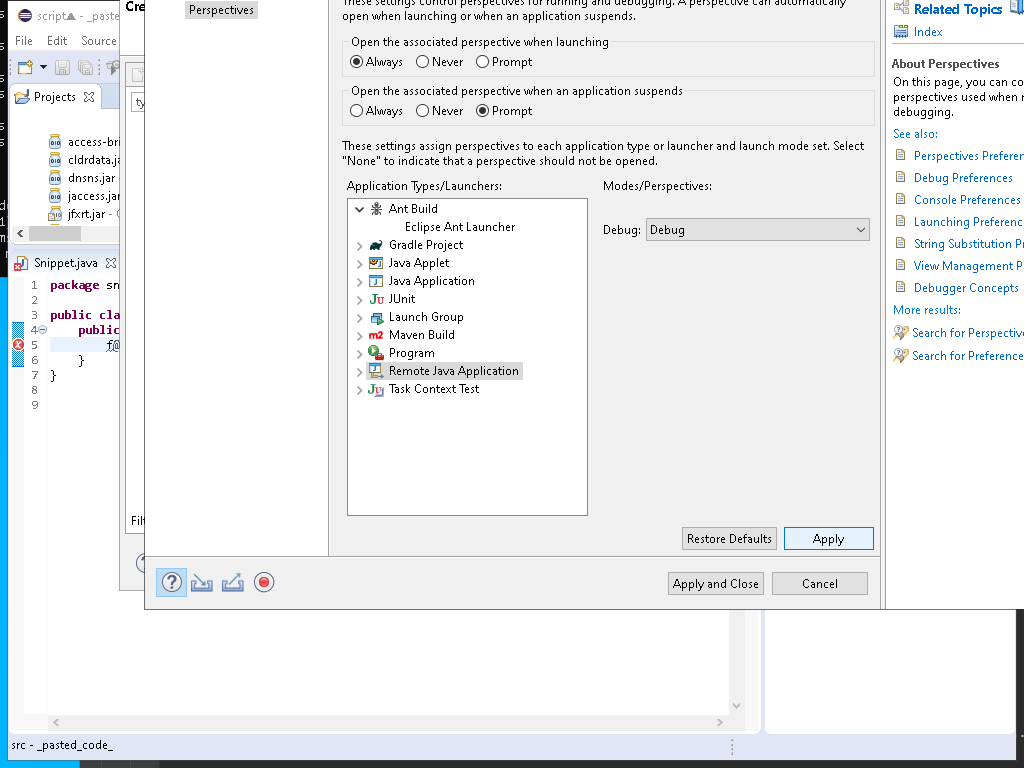 script
- _pasted
File Edit Source
Projects
access-bri
cldrdata.ja
dnsns.jar
jaccess.jar
jfxrt.jar - C
Snippet.java
1 package sn
2
3 public cla
4 public
5 f@
6 }
7 }
8
9
src - _pasted_code_
Cre
ty
Filt
Perspectives
These settings control perspectives for running and debugging. A perspective can automatically
open when launching or when an application suspends.
Open the associated perspective when launching
Always Never Prompt
Open the associated perspective when an application suspends
Always Never Prompt
These settings assign perspectives to each application type or launcher and launch mode set. Select
"None" to indicate that a perspective should not be opened.
Application Types/Launchers:
Modes/Perspectives:
Ant Build
Eclipse Ant Launcher
Gradle Project
Java Applet
Java Application
JUnit
Launch Group
Maven Build
Program
Remote Java Application
Task Context Test
Debug: Debug
Restore Defaults Apply
Apply and Close Cancel
Related Topics
Index
About Perspectives
On this page, you can co
perspectives used when r
debugging.
See also:
Perspectives Preferen
Debug Preferences
Console Preferences
Launching Preferenc
String Substitution Pr
View Management P
Debugger Concepts
More results:
Search for Perspective
Search for Preference